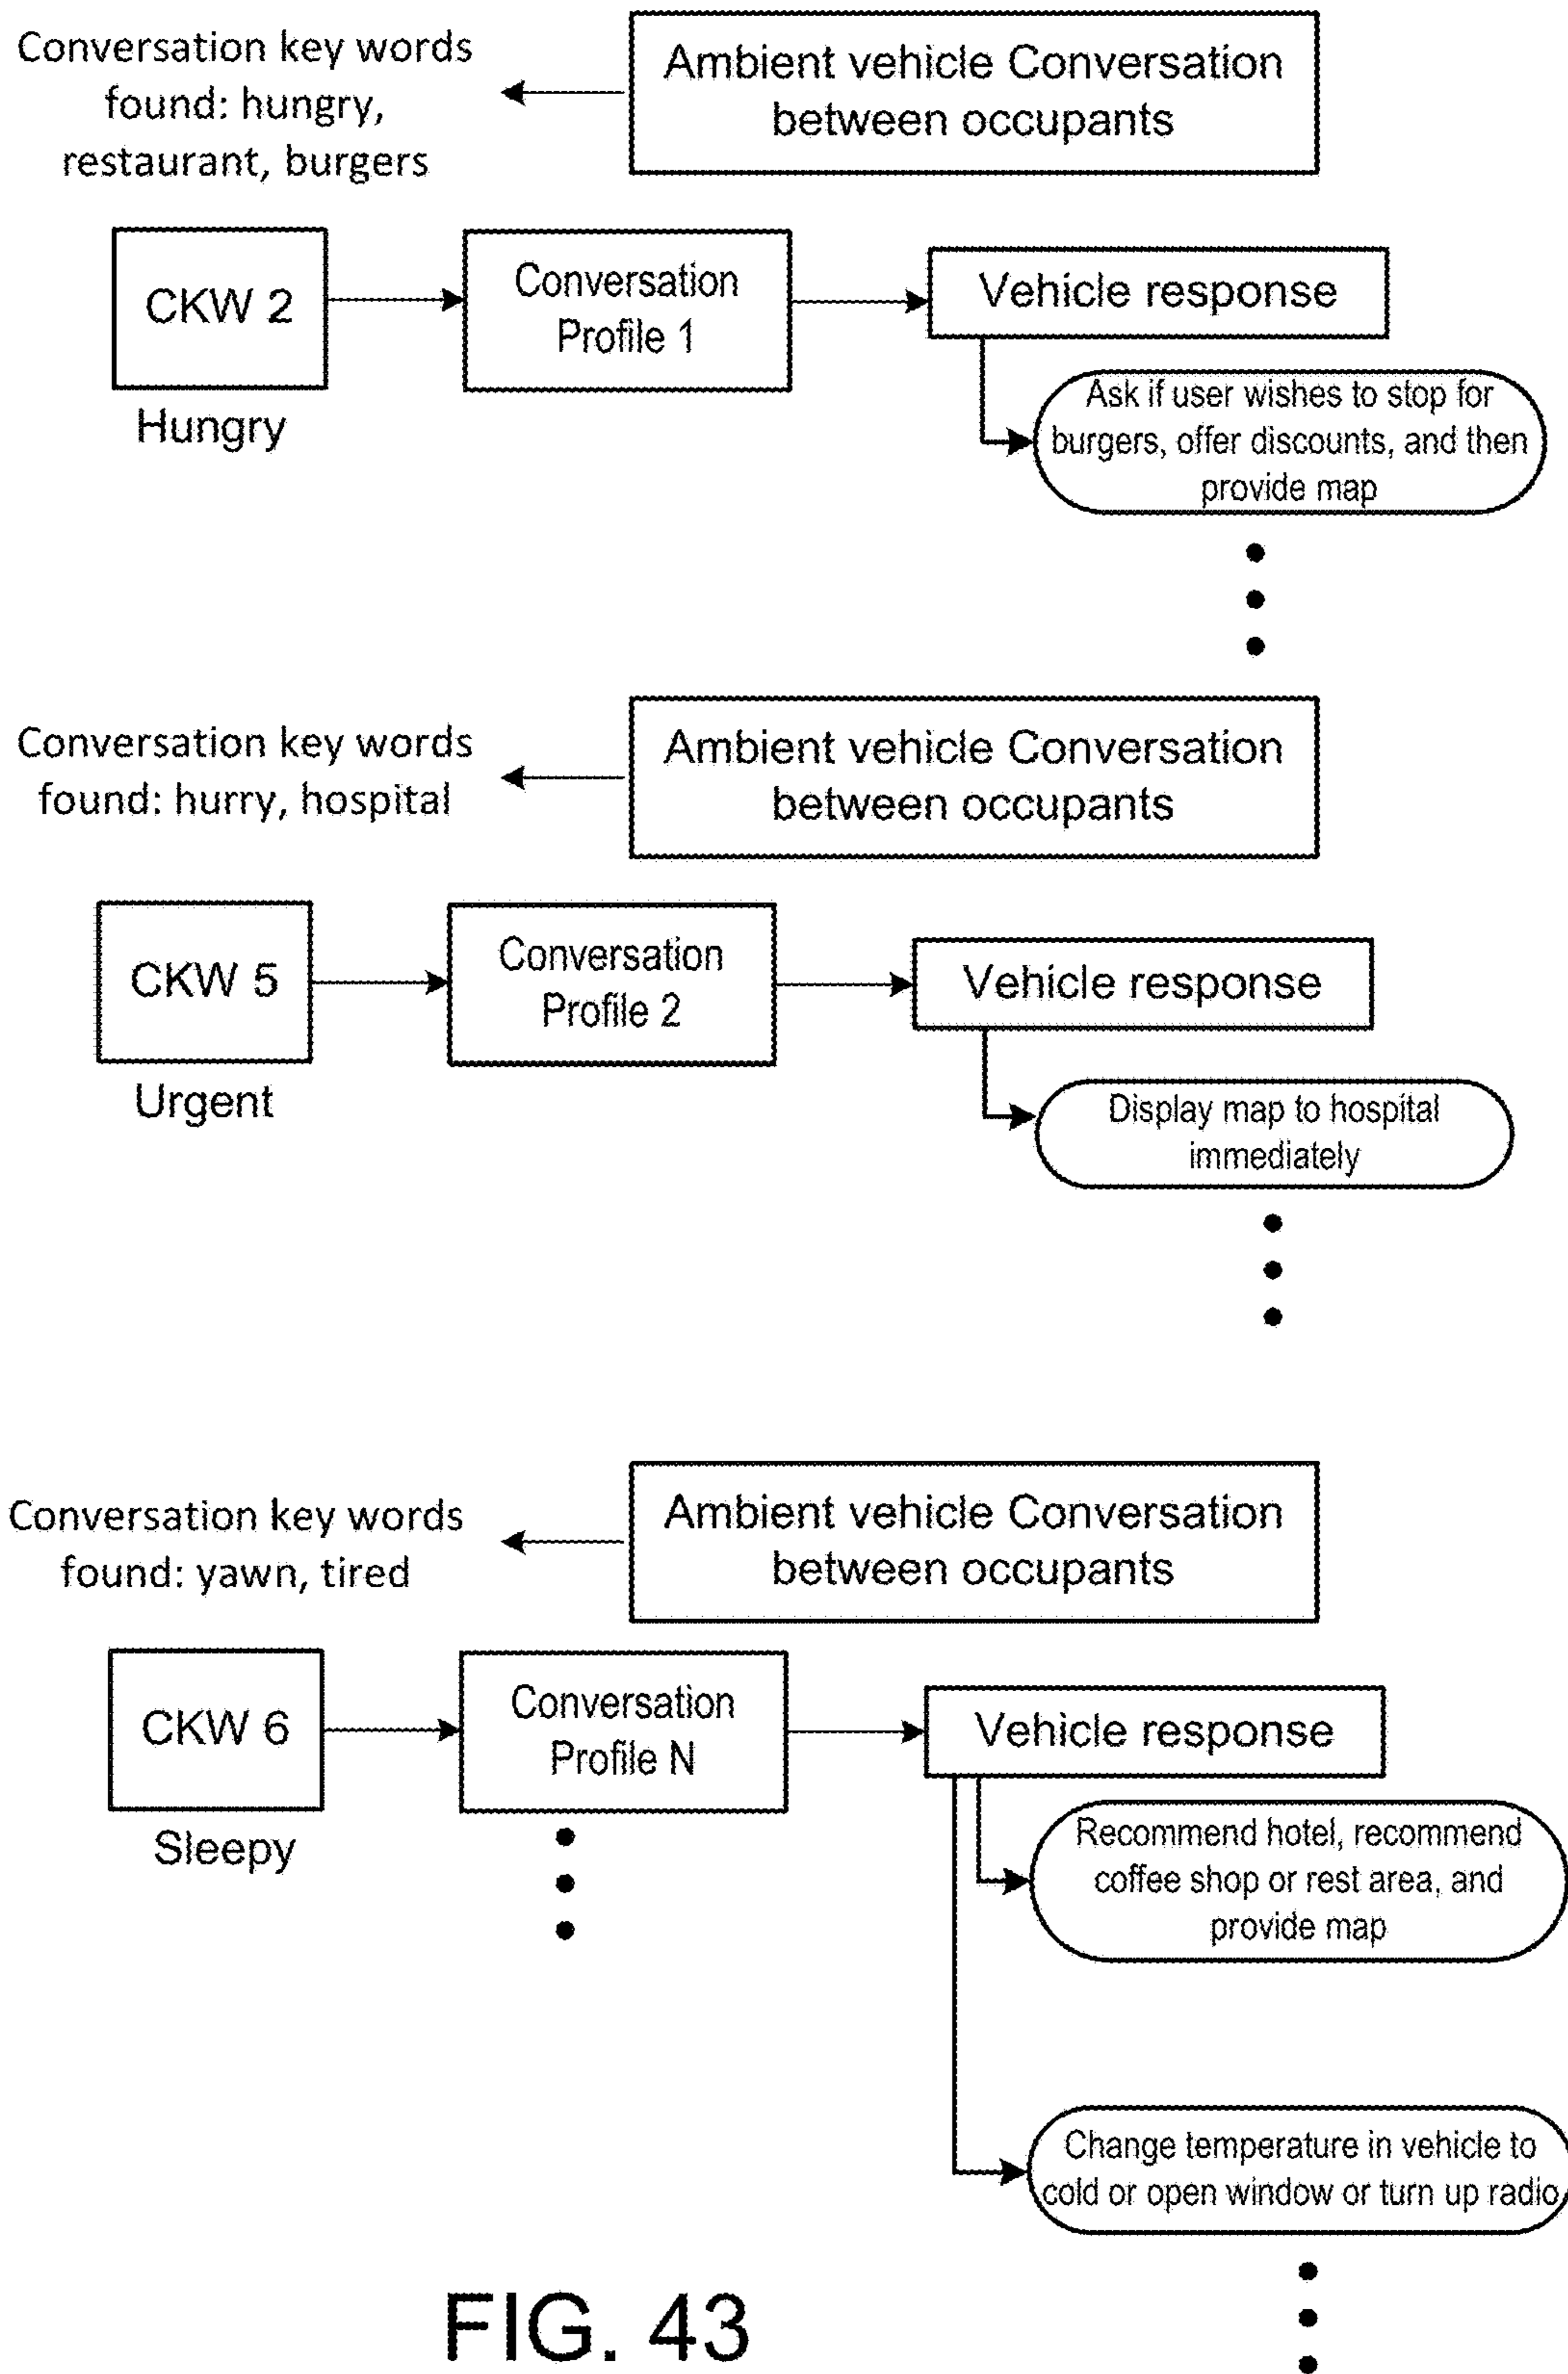 Conversation key words
found: hungry,
restaurant, burgers
Ambient vehicle Conversation
between occupants
CKW 2
Hungry
Conversation
Profile 1
Vehicle response
Ask if user wishes to stop for
burgers, offer discounts, and then
provide map
Conversation key words
found: hurry, hospital
Ambient vehicle Conversation
between occupants
CKW 5
Urgent
Conversation
Profile 2
Vehicle response
Display map to hospital
immediately
Conversation key words
found: yawn, tired
Ambient vehicle Conversation
between occupants
CKW 6
Sleepy
Conversation
Profile N
Vehicle response
Recommend hotel, recommend
coffee shop or rest area, and
provide map
Change temperature in vehicle to
cold or open window or turn up radio
FIG. 43